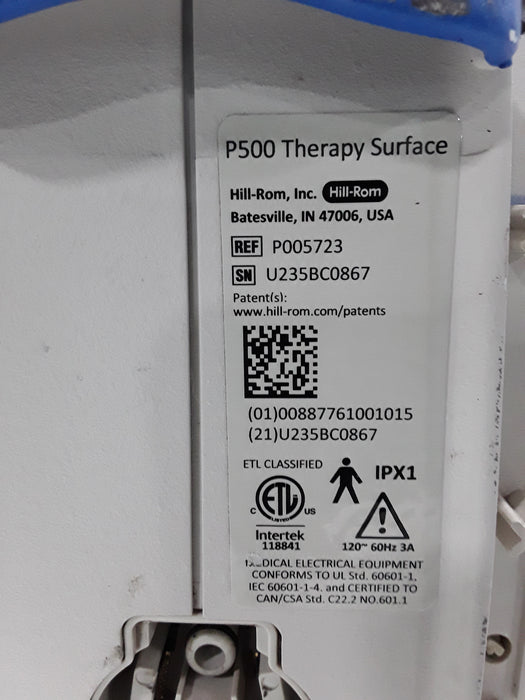 P500 Therapy Surface
Hill-Rom, Inc. Hill-Rom
Batesville, IN 47006, USA
REF P005723
SN U235BC0867
Patent(s):
www.hill-rom.com/patents
(01)00887761001015
(21)U235BC0867
ETL CLASSIFIED
IPX1
ETL
C US
LISTED
Intertek
118841
120~ 60Hz 3A
ELECTRICAL EQUIPMENT
CONFORMS TO UL Std. 60601-1,
IEC 60601-1-4, and CERTIFIED TO
CAN/CSA Std. C22.2 NO.601.1